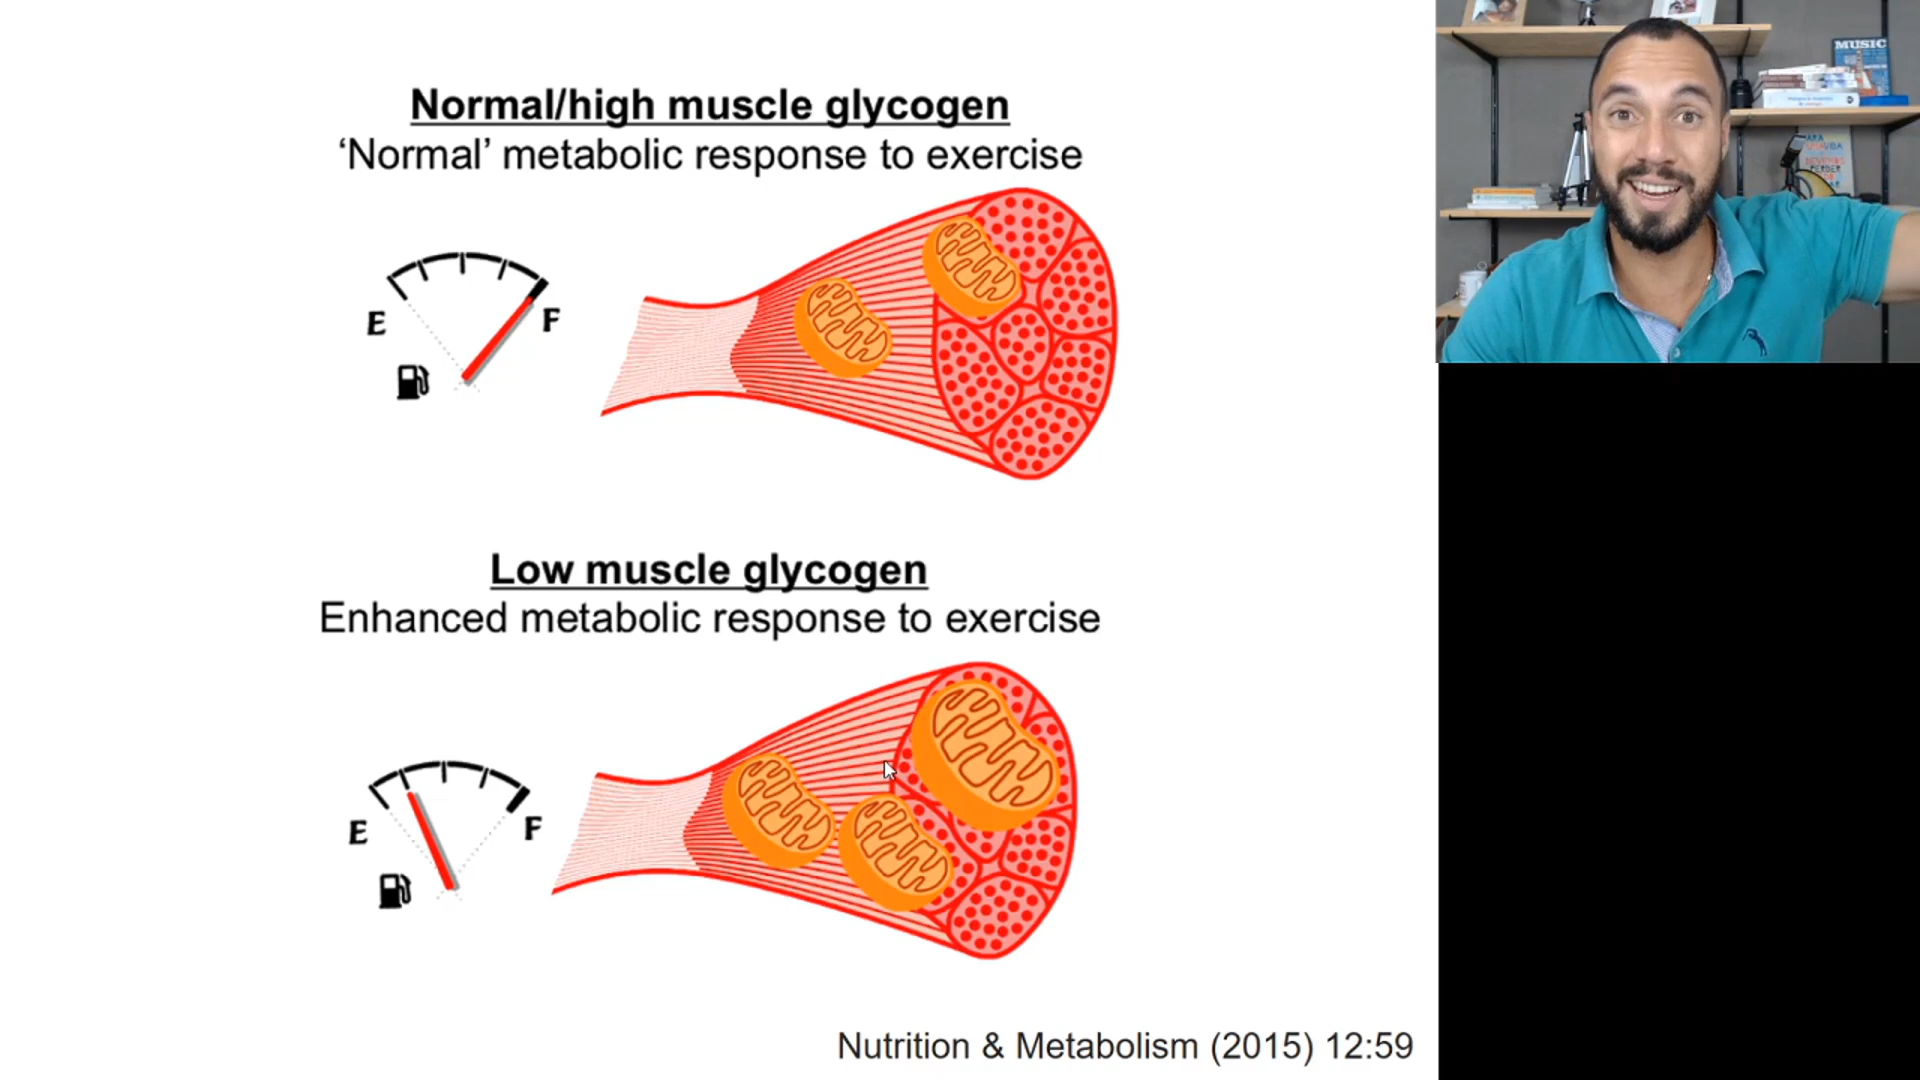 Normal/high muscle glycogen
‘Normal’ metabolic response to exercise
E
F
Low muscle glycogen
Enhanced metabolic response to exercise
E
F
Nutrition & Metabolism (2015) 12:59
MUSIC
PERDER